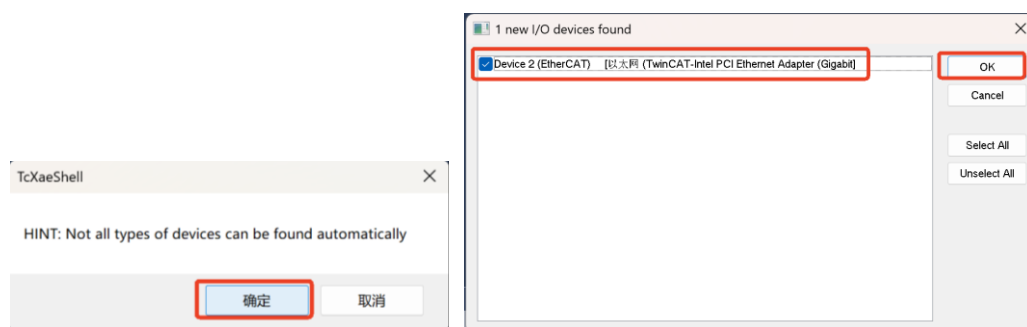 TcXaeShell
HINT: Not all types of devices can be found automatically
确定
取消
1 new I/O devices found
Device 2 (EtherCAT) [以太网 (TwinCAT-Intel PCI Ethernet Adapter (Gigabit]
OK
Cancel
Select All
Unselect All